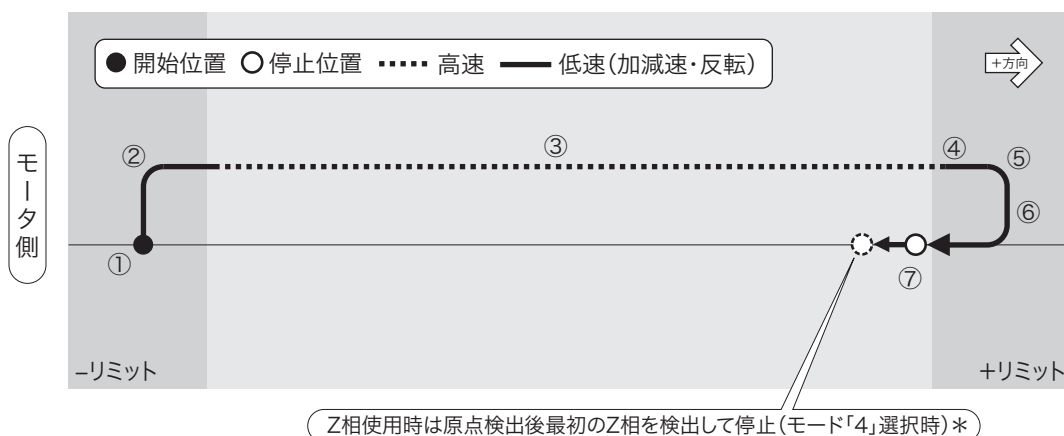 ●開始位置 ○停止位置 ▪▪▪▪▪ 高速 ━━ 低速(加減速・反転)
+方向
モータ側
②
③
④
⑤
⑥
①
⑦
−リミット
+リミット
Z相使用時は原点検出後最初のZ相を検出して停止(モード「4」選択時)*